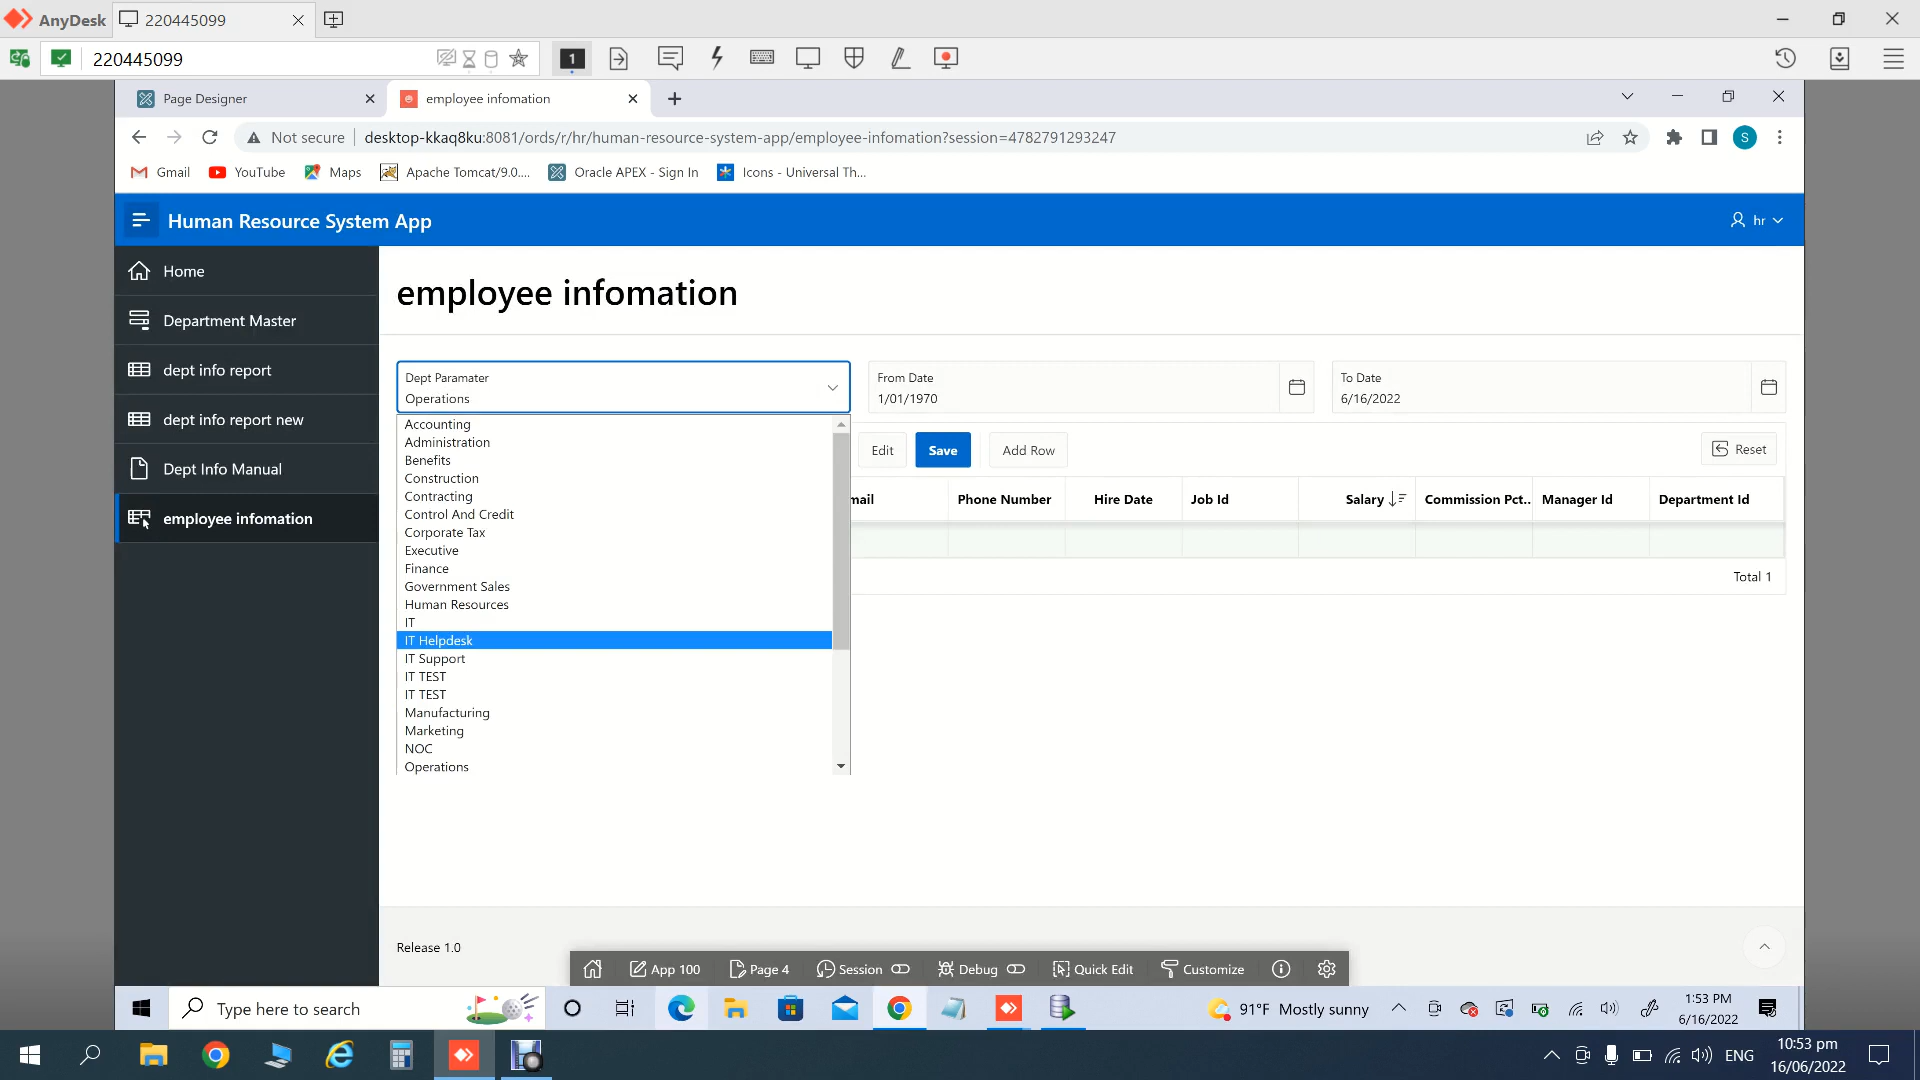 AnyDesk
220445099
220445099
1
Page Designer
employee infomation
Not secure
desktop-kkaq8ku:8081/ords/r/hr/human-resource-system-app/employee-infomation?session=4782791293247
S
Gmail
YouTube
Maps
Apache Tomcat/9.0....
Oracle APEX - Sign In
Icons - Universal Th...
Human Resource System App
hr
Home
Department Master
dept info report
dept info report new
Dept Info Manual
employee infomation
employee infomation
Dept Paramater
Operations
From Date
1/01/1970
To Date
6/16/2022
Accounting
Administration
Benefits
Construction
Contracting
Control And Credit
Corporate Tax
Executive
Finance
Government Sales
Human Resources
IT
IT Helpdesk
IT Support
IT TEST
IT TEST
Manufacturing
Marketing
NOC
Operations
Edit
Save
Add Row
Reset
mail
Phone Number
Hire Date
Job Id
Salary
Commission Pct..
Manager Id
Department Id
Total 1
Release 1.0
App 100
Page 4
Session
Debug
Quick Edit
Customize
Type here to search
91°F Mostly sunny
1:53 PM
6/16/2022
ENG
10:53 pm
16/06/2022